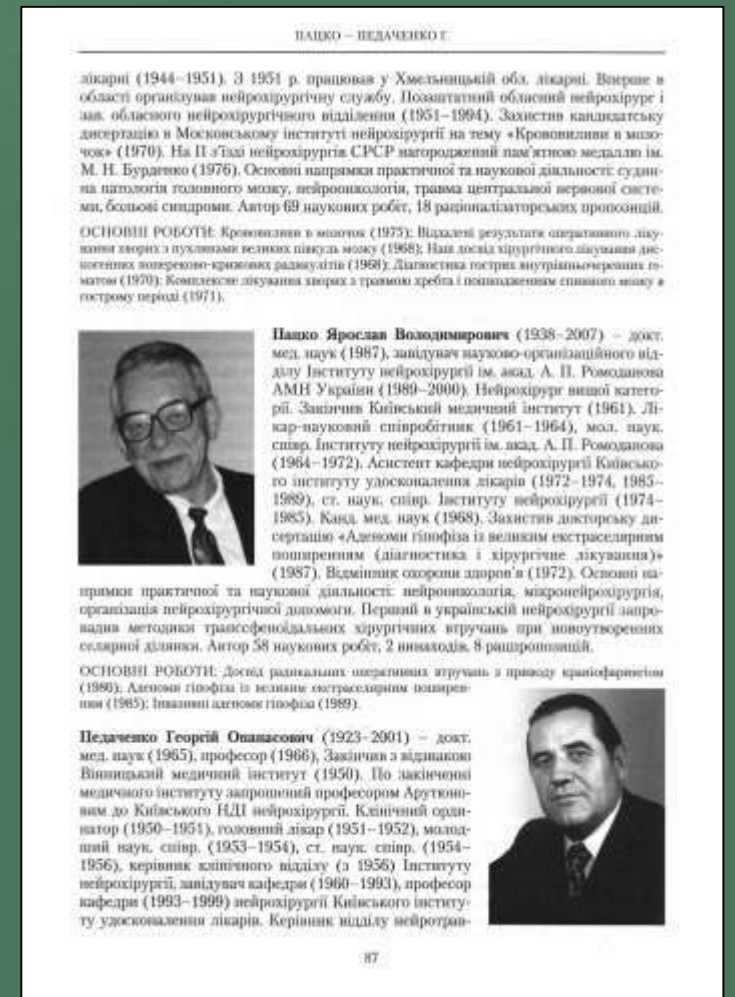 ПАЦКО – ПЕДАЧЕНКО Г.
лікарні (1944–1951). З 1951 р. працював у Хмельницькій обл. лікарні. Вперше в
області організував нейрохірургічну службу. Позаштатний обласний нейрохірург і
зав. обласного нейрохірургічного відділення (1951–1994). Захистив кандидатську
дисертацію в Московському інституті нейрохірургії на тему «Крововиливи в мозо-
чок» (1970). На II з'їзді нейрохірургів СРСР нагороджений пам'ятною медаллю ім.
М. Н. Бурденко (1976). Основні напрямки практичної та наукової діяльності: судин-
на патологія головного мозку, нейроонкологія, травма центральної нервової систе-
ми, больові синдроми. Автор 69 наукових робіт, 18 раціоналізаторських пропозицій.
ОСНОВНІ РОБОТИ: Крововиливи в мозочок (1975); Віддалені результати оперативного ліку-
вання хворих з пухлинами великих півкуль мозку (1968); Наш досвід хірургічного лікування дис-
когенних попереково-крижових радикулітів (1968); Діагностика гострих внутрішньочерепних ге-
матом (1970); Комплексне лікування хворих з травмою хребта і пошкодженням спинного мозку в
гострому періоді (1971).
Пацко Ярослав Володимирович (1938–2007) – докт.
мед. наук (1987), завідувач науково-організаційного від-
ділу Інституту нейрохірургії ім. акад. А. П. Ромоданова
АМН України (1989–2000). Нейрохірург вищої катего-
рії. Закінчив Київський медичний інститут (1961). Лі-
кар-науковий співробітник (1961–1964), мол. наук.
співр. Інституту нейрохірургії ім. акад. А. П. Ромоданова
(1964–1972). Асистент кафедри нейрохірургії Київсько-
го інституту удосконалення лікарів (1972–1974, 1985–
1989), ст. наук. співр. Інституту нейрохірургії (1974–
1985). Канд. мед. наук (1968). Захистив докторську ди-
сертацію «Аденоми гіпофіза із великим екстраселярним
поширенням (діагностика і хірургічне лікування)»
(1987). Відмінник охорони здоров'я (1972). Основні на-
прямки практичної та наукової діяльності: нейроонкологія, мікронейрохірургія,
організація нейрохірургічної допомоги. Перший в українській нейрохірургії запро-
вадив методики транссфеноїдальних хірургічних втручань при новоутвореннях
селярної ділянки. Автор 58 наукових робіт, 2 винаходів, 8 рацпропозицій.
ОСНОВНІ РОБОТИ: Досвід радикальних оперативних втручань з приводу краніофарингіом
(1980); Аденоми гіпофіза із великим екстраселярним поширен-
ням (1985); Інвазивні аденоми гіпофіза (1989).
Педаченко Георгій Опанасович (1923–2001) – докт.
мед. наук (1965), професор (1966), Закінчив з відзнакою
Вінницький медичний інститут (1950). По закінченні
медичного інституту запрошений професором Арутюно-
вим до Київського НДІ нейрохірургії. Клінічний орди-
натор (1950–1951), головний лікар (1951–1952), молод-
ший наук. співр. (1953–1954), ст. наук. співр. (1954–
1956), керівник клінічного відділу (з 1956) Інституту
нейрохірургії, завідувач кафедри (1960–1993), професор
кафедри (1993–1999) нейрохірургії Київського інститу-
ту удосконалення лікарів. Керівник відділу нейротрав-
87